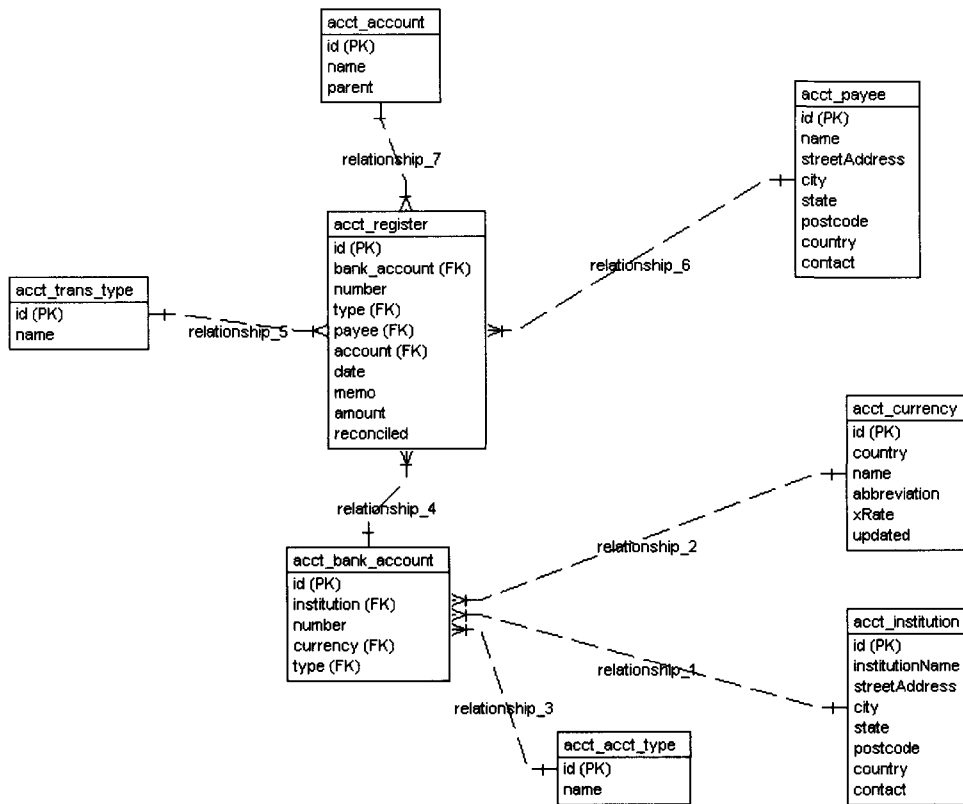 acct_account
id (PK)
name
parent
relationship_7
acct_payee
id (PK)
name
streetAddress
city
state
postcode
country
contact
relationship_6
acct_register
id (PK)
bank_account (FK)
number
type (FK)
payee (FK)
account (FK)
date
memo
amount
reconciled
acct_trans_type
id (PK)
name
relationship_5
relationship_4
acct_currency
id (PK)
country
name
abbreviation
xRate
updated
relationship_2
acct_bank_account
id (PK)
institution (FK)
number
currency (FK)
type (FK)
relationship_1
acct_institution
id (PK)
institutionName
streetAddress
city
state
postcode
country
contact
relationship_3
acct_acct_type
id (PK)
name